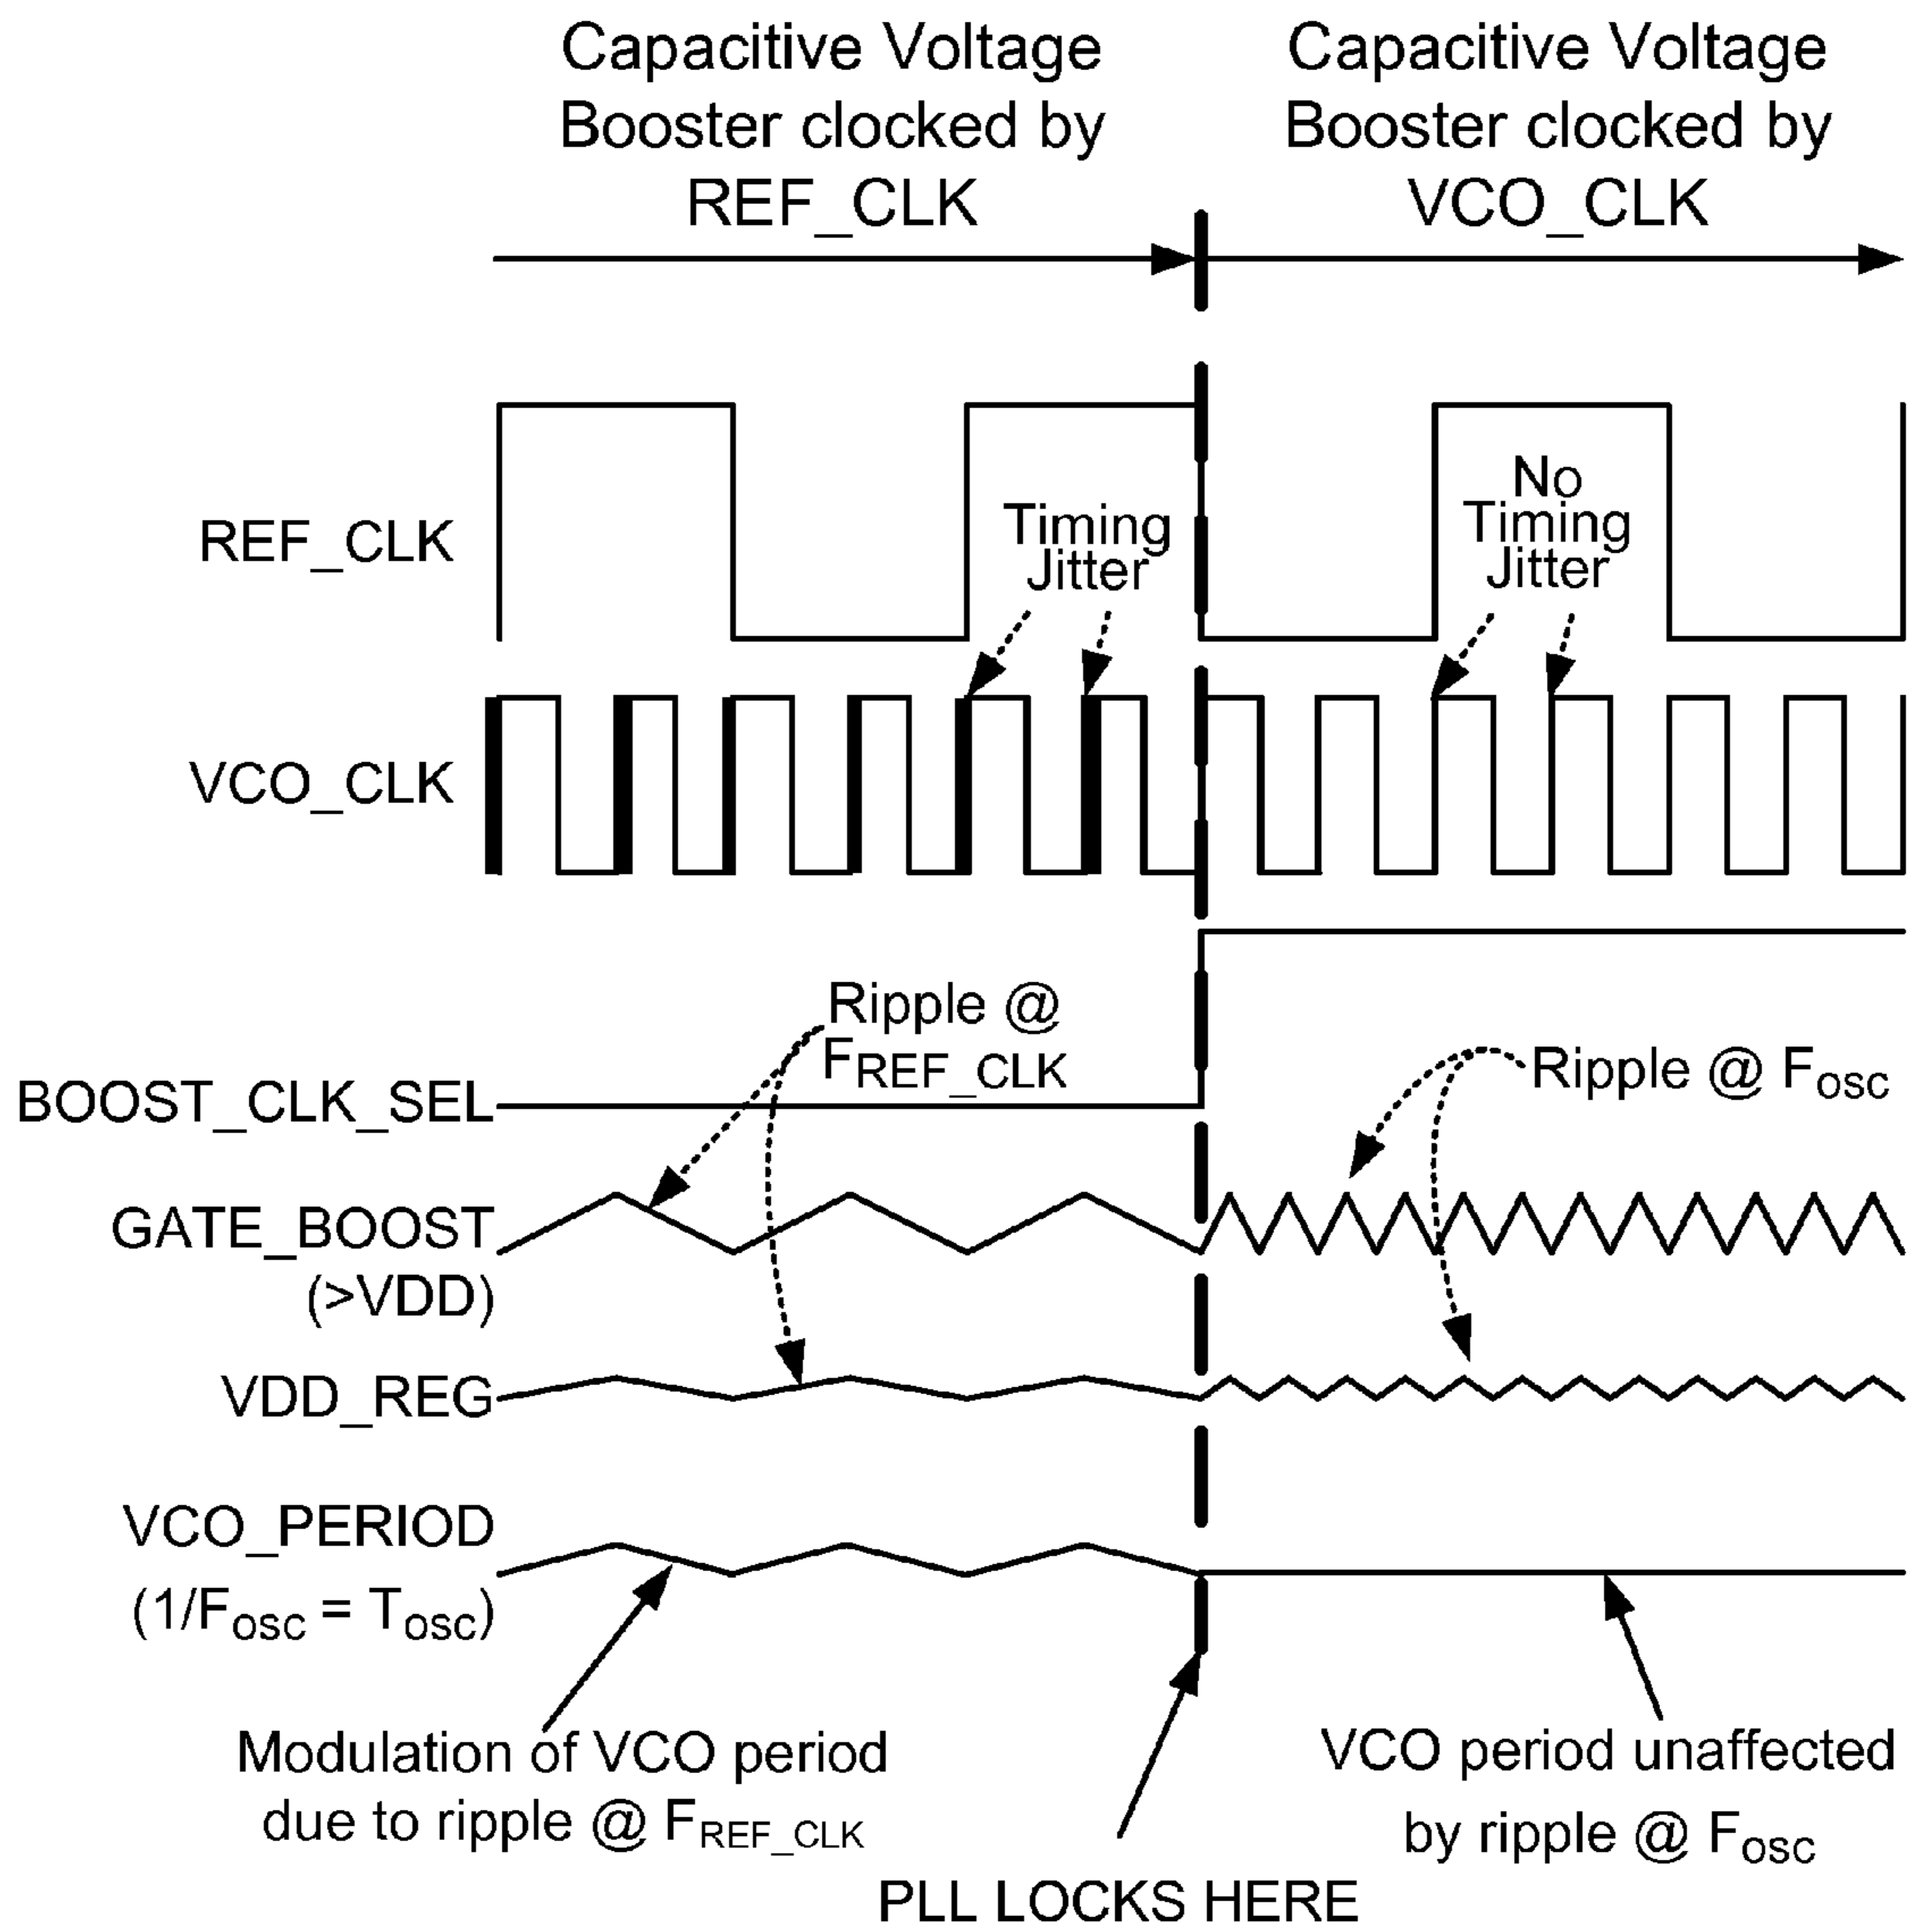 Capacitive Voltage
Booster clocked by
REF_CLK
Capacitive Voltage
Booster clocked by
VCO_CLK
REF_CLK
Timing
Jitter
No
Timing
Jitter
VCO_CLK
Ripple @
FREF_CLK
Ripple @ FOSC
BOOST_CLK_SEL
GATE_BOOST
(>VDD)
VDD_REG
VCO_PERIOD
(1/FOSC = TOSC)
Modulation of VCO period
due to ripple @ FREF_CLK
VCO period unaffected
by ripple @ FOSC
PLL LOCKS HERE